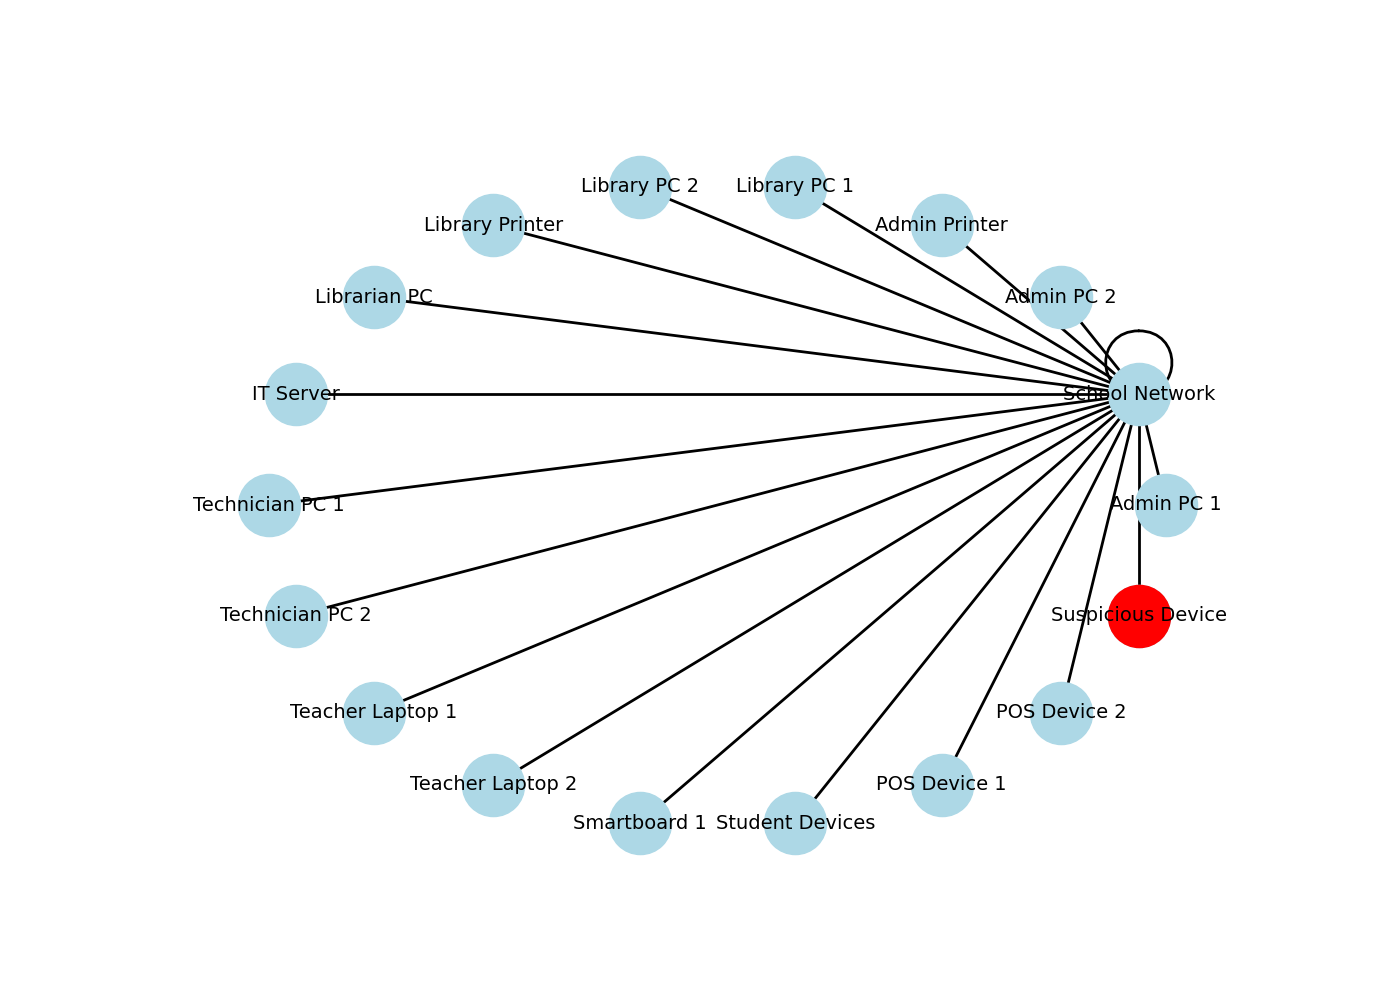 Library PC 2
Library PC 1
Library Printer
Admin Printer
Librarian PC
Admin PC 2
IT Server
School Network
Technician PC 1
Admin PC 1
Technician PC 2
Suspicious Device
Teacher Laptop 1
POS Device 2
Teacher Laptop 2
POS Device 1
Smartboard 1
Student Devices